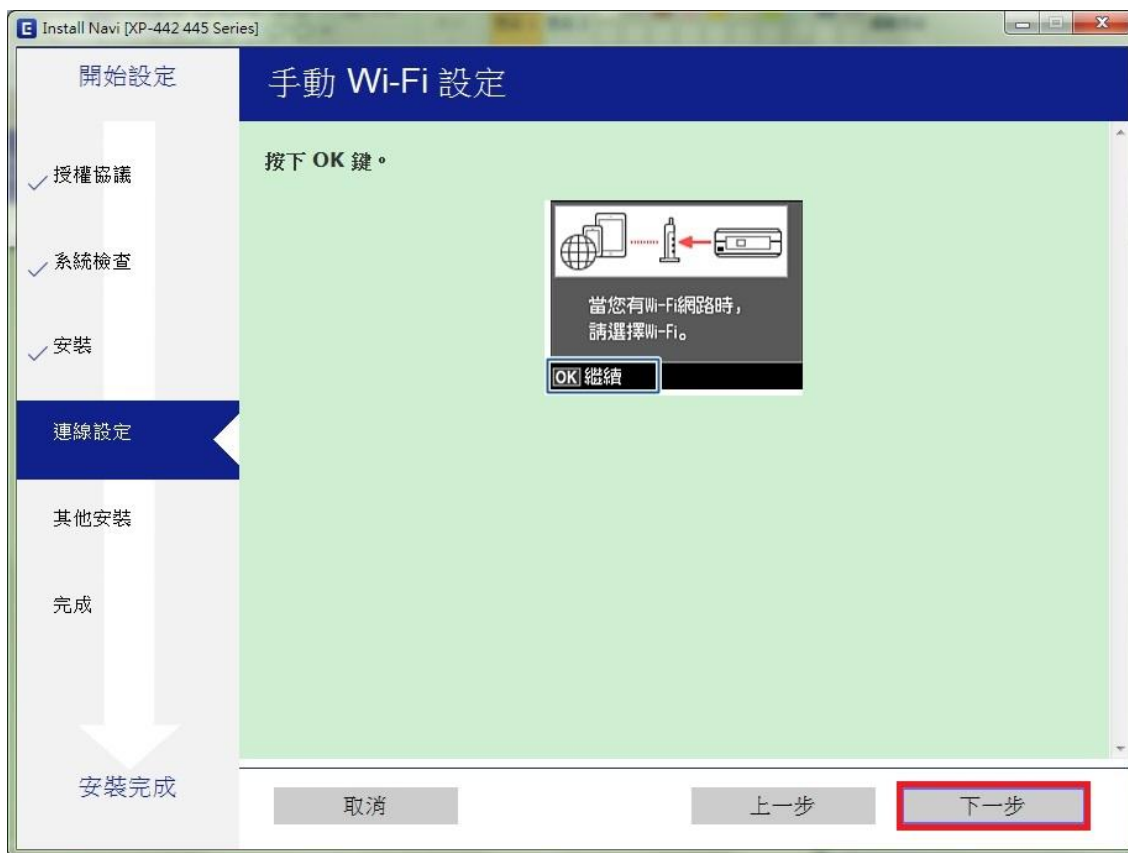 Install Navi [XP-442 445 Series]
開始設定
授權協議
系統檢查
安裝
連線設定
其他安裝
完成
安裝完成
手動 Wi-Fi 設定
按下 OK 鍵。
當您有Wi-Fi網路時,
請選擇Wi-Fi。
OK 繼續
取消
上一步
下一步